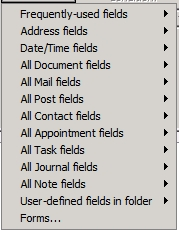 Frequently-used fields
Address fields
Date/Time fields
All Document fields
All Mail fields
All Post fields
All Contact fields
All Appointment fields
All Task fields
All Journal fields
All Note fields
User-defined fields in folder
Forms...